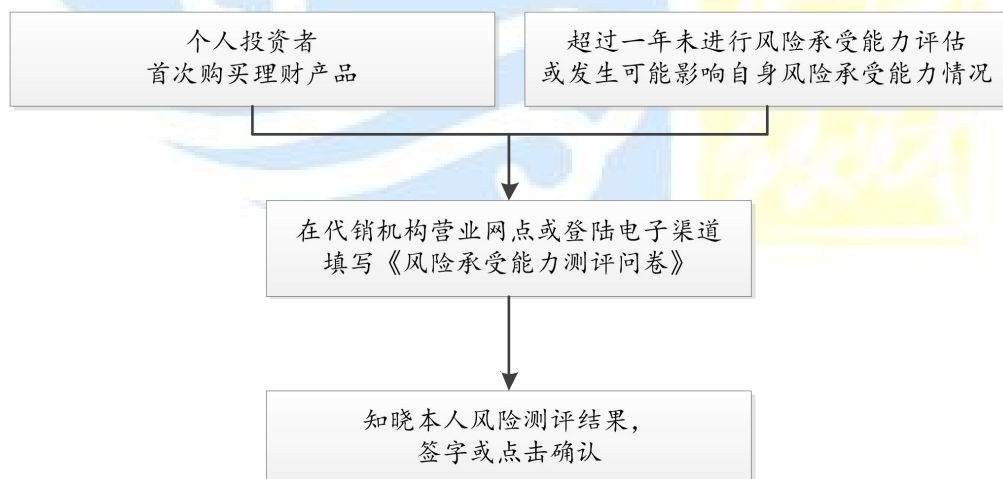 个人投资者
首次购买理财产品
超过一年未进行风险承受能力评估
或发生可能影响自身风险承受能力情况
在代销机构营业网点或登陆电子渠道
填写《风险承受能力测评问卷》
知晓本人风险测评结果，
签字或点击确认